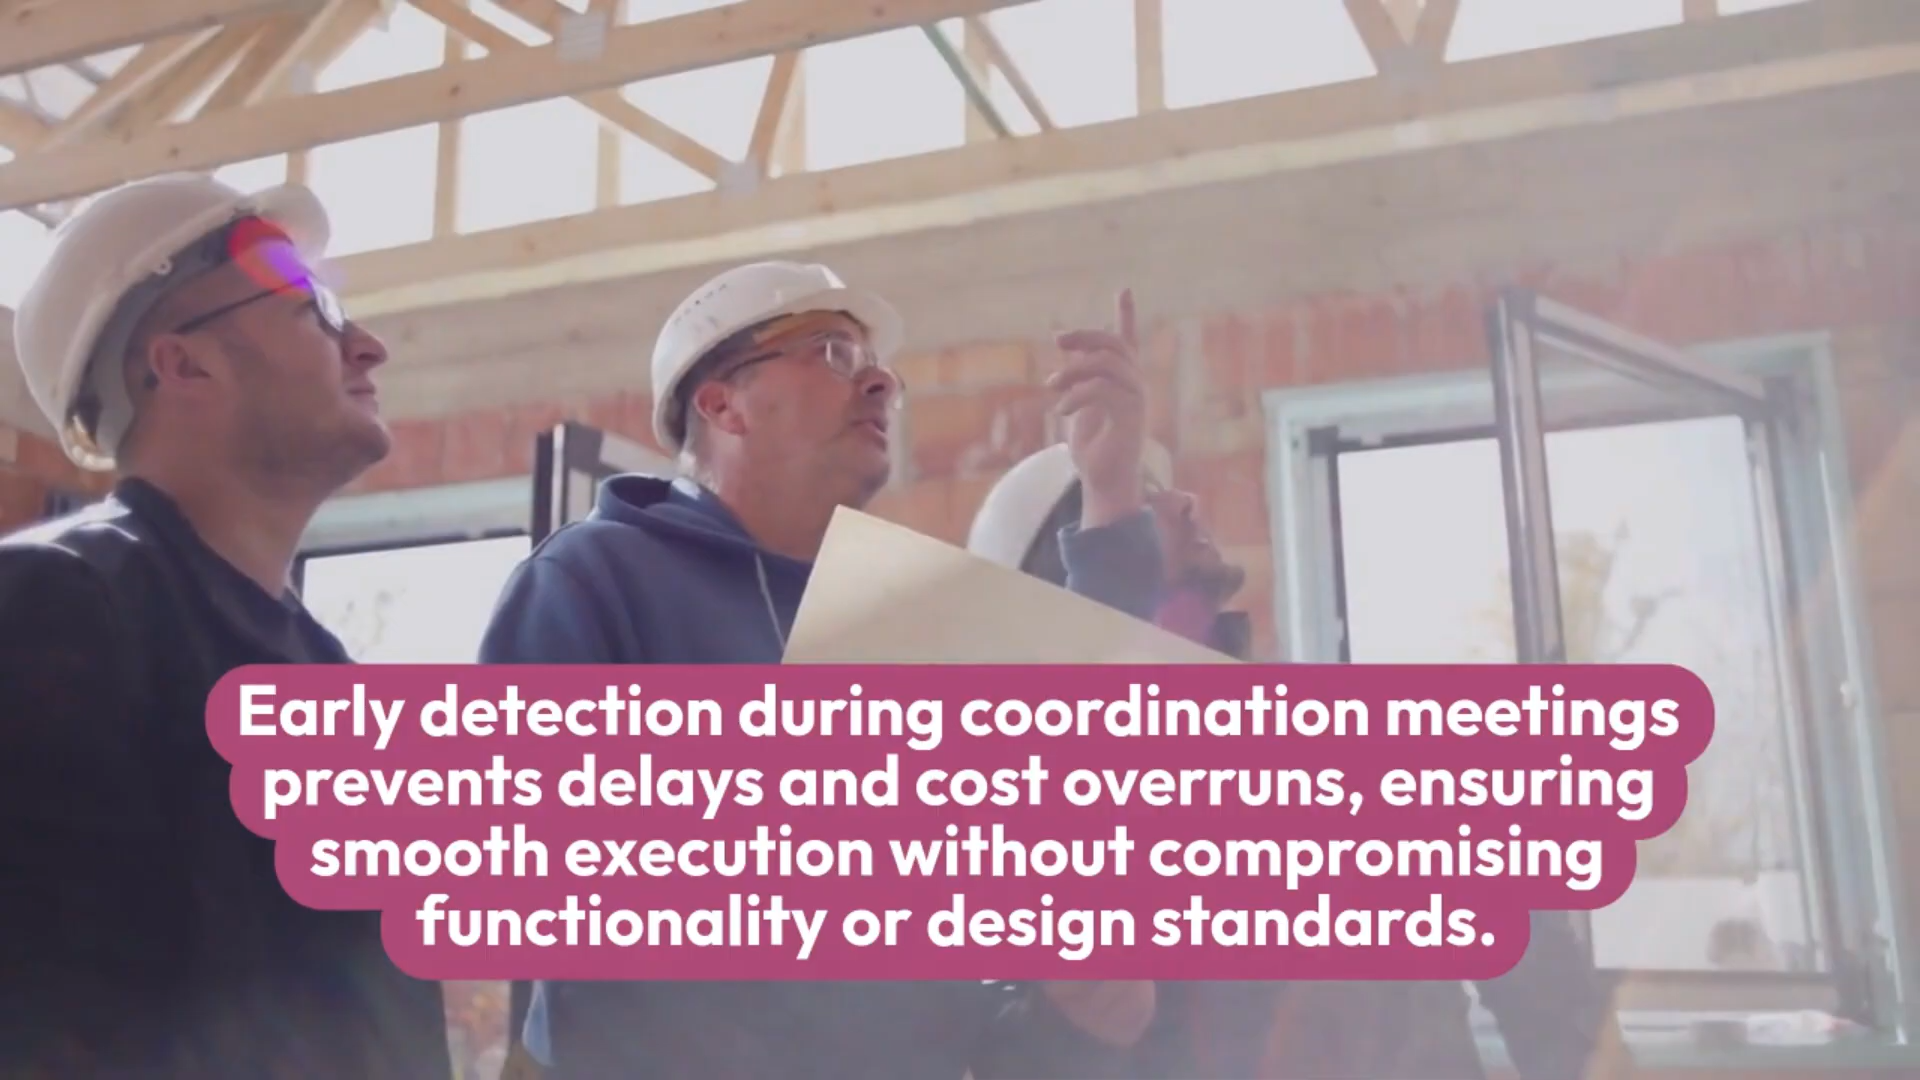 Early detection during coordination meetings
prevents delays and cost overruns, ensuring
smooth execution without compromising
functionality or design standards.